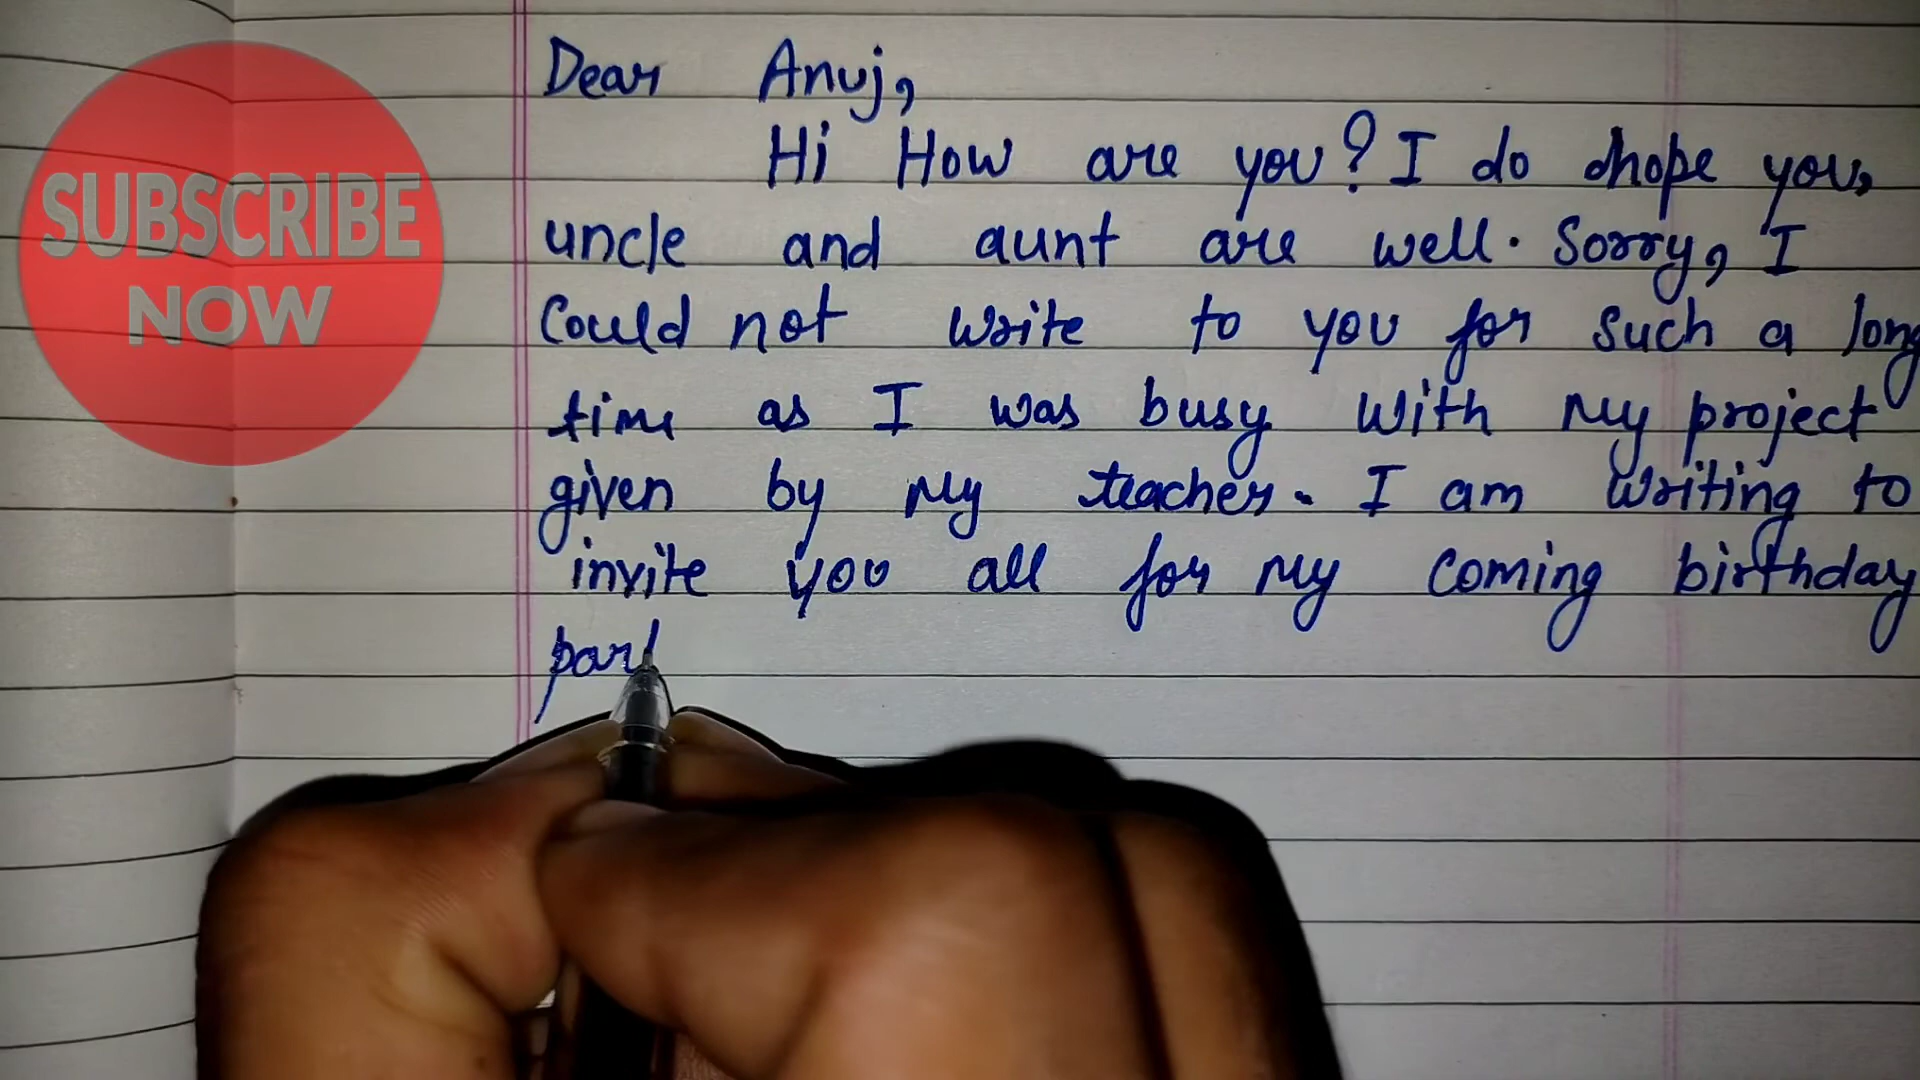 SUBSCRIBE
NOW
Dear Anuj,
Hi How are you? I do hope you,
uncle and aunt are well. Sorry, I
Could not write to you for such a long
time as I was busy with my project
given by my teacher. I am writing to
invite you all for my coming birthday
part